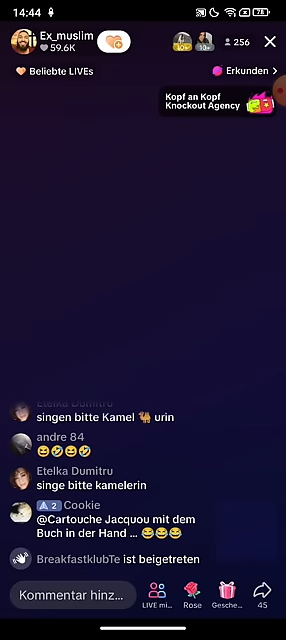 14:44
78
Ex_muslim
59.6K
10+
256
Beliebte LIVEs
Erkunden
Kopf an Kopf
Knockout Agency
Etelka Dumitru
singen bitte Kamel 🐫 urin
andre 84
😆🤣😆🤣
Etelka Dumitru
singe bitte kamelerin
2 Cookie
@Cartouche Jacquou mit dem
Buch in der Hand ... 😂😂😂
BreakfastklubTe ist beigetreten
Kommentar hinz...
LIVE mi...
Rose
Gesche...
45